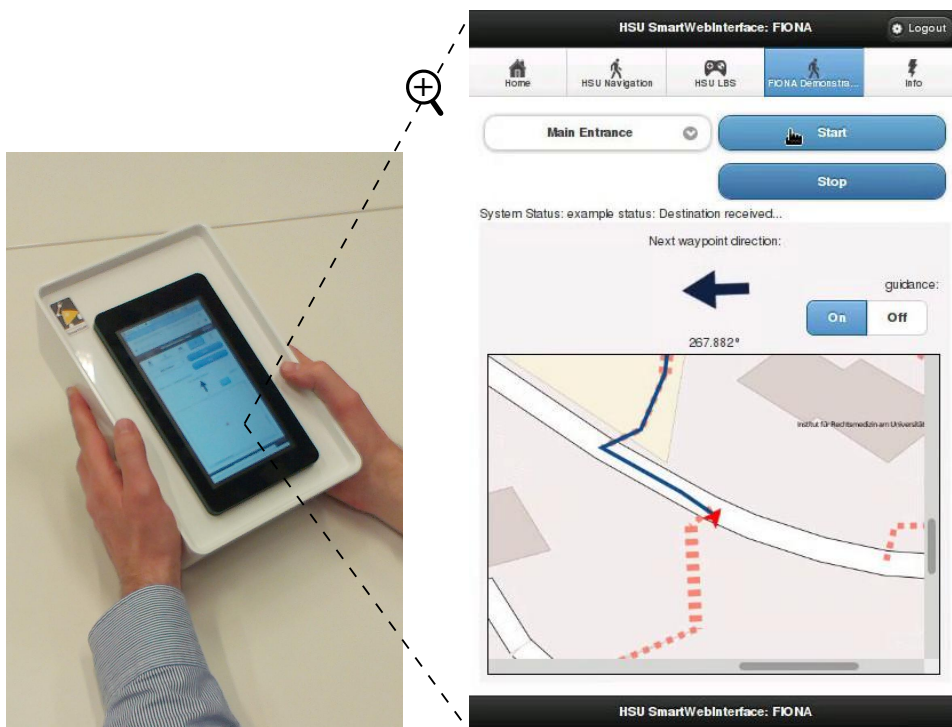 HSU SmartWebInterface: FIONA
Logout
Home
HSU Navigation
HSU LBS
FIONA Demonstra...
Info
Main Entrance
Start
Stop
System Status: example status: Destination received...
Next waypoint direction:
guidance:
On Off
267.882°
Institut für Rechtsmedizin am Universität
HSU SmartWebInterface: FIONA